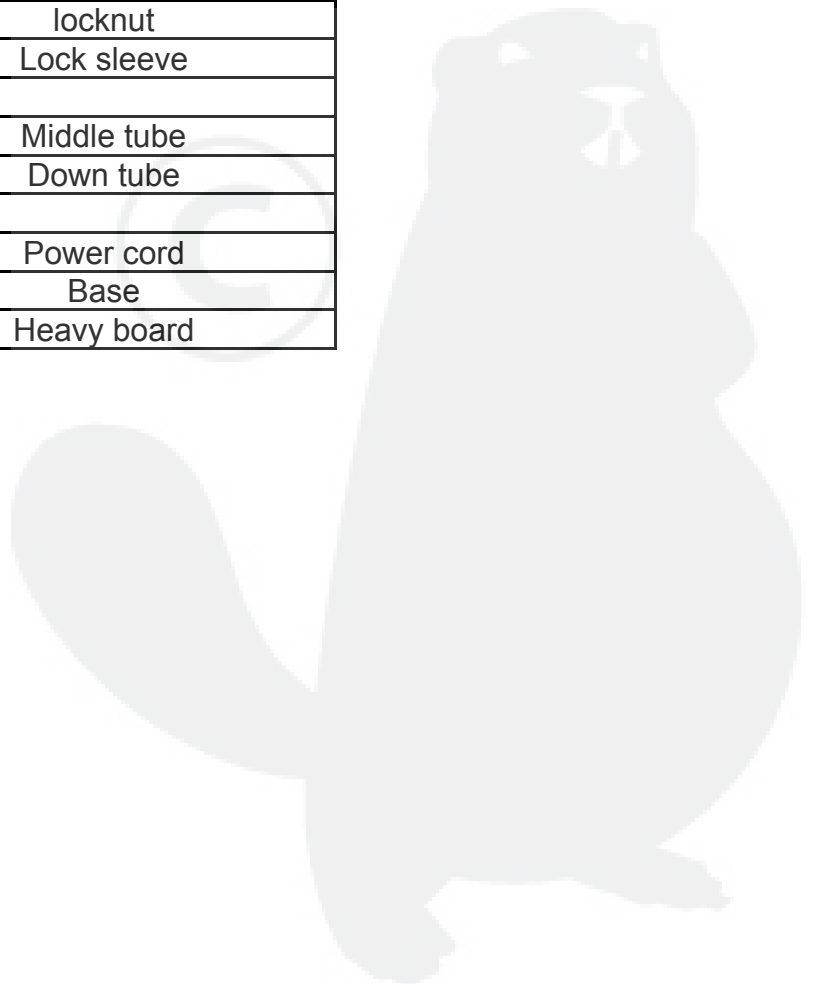 locknut
Lock sleeve
Middle tube
Down tube
Power cord
Base
Heavy board
©